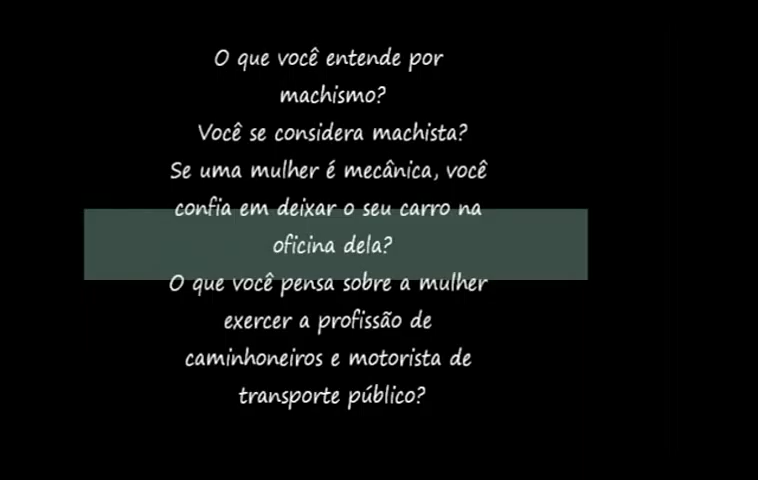 O que você entende por
machismo?
Você se considera machista?
Se uma mulher é mecânica, você
confia em deixar o seu carro na
oficina dela?
O que você pensa sobre a mulher
exercer a profissão de
caminhoneiros e motorista de
transporte público?